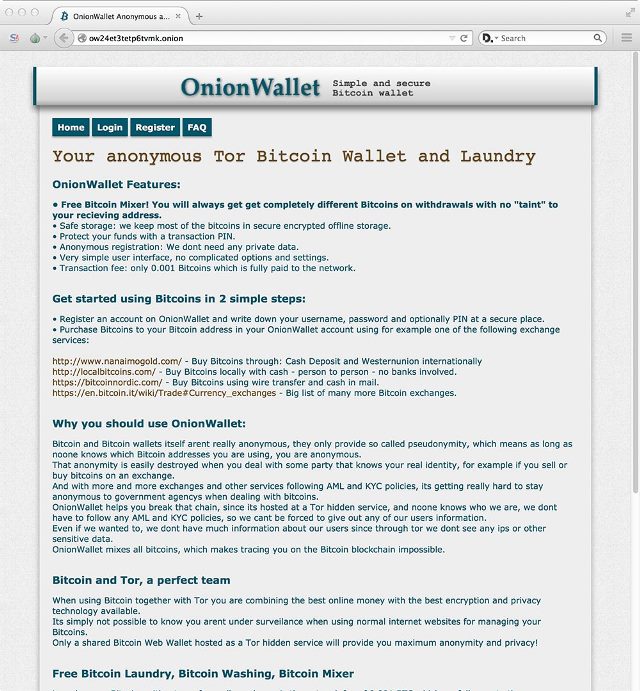 OnionWallet Anonymous a...
ow24et3tetp6tvmk.onion
Search
OnionWallet
Simple and secure
Bitcoin wallet
Home Login Register FAQ
Your anonymous Tor Bitcoin Wallet and Laundry
OnionWallet Features:
• Free Bitcoin Mixer! You will always get get completely different Bitcoins on withdrawals with no "taint" to
your recieving address.
• Safe storage: we keep most of the bitcoins in secure encrypted offline storage.
• Protect your funds with a transaction PIN.
• Anonymous registration: We dont need any private data.
• Very simple user interface, no complicated options and settings.
• Transaction fee: only 0.001 Bitcoins which is fully paid to the network.
Get started using Bitcoins in 2 simple steps:
• Register an account on OnionWallet and write down your username, password and optionally PIN at a secure place.
• Purchase Bitcoins to your Bitcoin address in your OnionWallet account using for example one of the following exchange
services:
http://www.nanaimogold.com/ - Buy Bitcoins through: Cash Deposit and Westernunion internationally
http://localbitcoins.com/ - Buy Bitcoins locally with cash - person to person - no banks involved.
https://bitcoinnordic.com/ - Buy Bitcoins using wire transfer and cash in mail.
https://en.bitcoin.it/wiki/Trade#Currency_exchanges - Big list of many more Bitcoin exchanges.
Why you should use OnionWallet:
Bitcoin and Bitcoin wallets itself arent really anonymous, they only provide so called pseudonymity, which means as long as
noone knows which Bitcoin addresses you are using, you are anonymous.
That anonymity is easily destroyed when you deal with some party that knows your real identity, for example if you sell or
buy bitcoins on an exchange.
And with more and more exchanges and other services following AML and KYC policies, its getting really hard to stay
anonymous to government agencys when dealing with bitcoins.
OnionWallet helps you break that chain, since its hosted at a Tor hidden service, and noone knows who we are, we dont
have to follow any AML and KYC policies, so we cant be forced to give out any of our users information.
Even if we wanted to, we dont have much information about our users since through tor we dont see any ips or other
sensitive data.
OnionWallet mixes all bitcoins, which makes tracing you on the Bitcoin blockchain impossible.
Bitcoin and Tor, a perfect team
When using Bitcoin together with Tor you are combining the best online money with the best encryption and privacy
technology available.
Its simply not possible to know you arent under surveilance when using normal internet websites for managing your
Bitcoins.
Only a shared Bitcoin Web Wallet hosted as a Tor hidden service will provide you maximum anonymity and privacy!
Free Bitcoin Laundry, Bitcoin Washing, Bitcoin Mixer